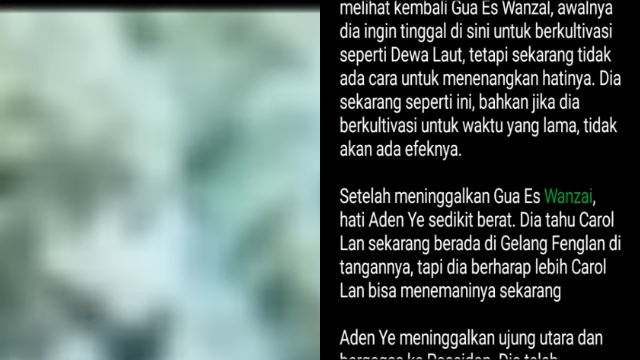 melihat kembali Gua Es Wanzai, awalnya
dia ingin tinggal di sini untuk berkultivasi
seperti Dewa Laut, tetapi sekarang tidak
ada cara untuk menenangkan hatinya. Dia
sekarang seperti ini, bahkan jika dia
berkultivasi untuk waktu yang lama, tidak
akan ada efeknya.
Setelah meninggalkan Gua Es Wanzai,
hati Aden Ye sedikit berat. Dia tahu Carol
Lan sekarang berada di Gelang Fenglan di
tangannya, tapi dia berharap lebih Carol
Lan bisa menemaninya sekarang
Aden Ye meninggalkan ujung utara dan